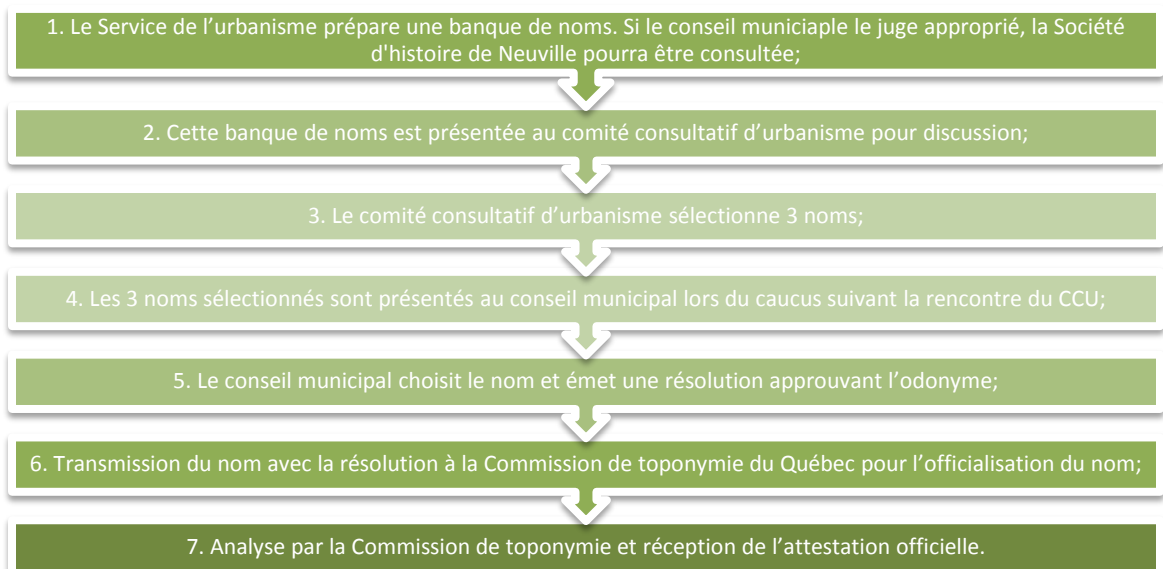 1. Le Service de l’urbanisme prépare une banque de noms. Si le conseil municiaple le juge approprié, la Société
d'histoire de Neuville pourra être consultée;
2. Cette banque de noms est présentée au comité consultatif d’urbanisme pour discussion;
3. Le comité consultatif d’urbanisme sélectionne 3 noms;
4. Les 3 noms sélectionnés sont présentés au conseil municipal lors du caucus suivant la rencontre du CCU;
5. Le conseil municipal choisit le nom et émet une résolution approuvant l’odonyme;
6. Transmission du nom avec la résolution à la Commission de toponymie du Québec pour l’officialisation du nom;
7. Analyse par la Commission de toponymie et réception de l’attestation officielle.